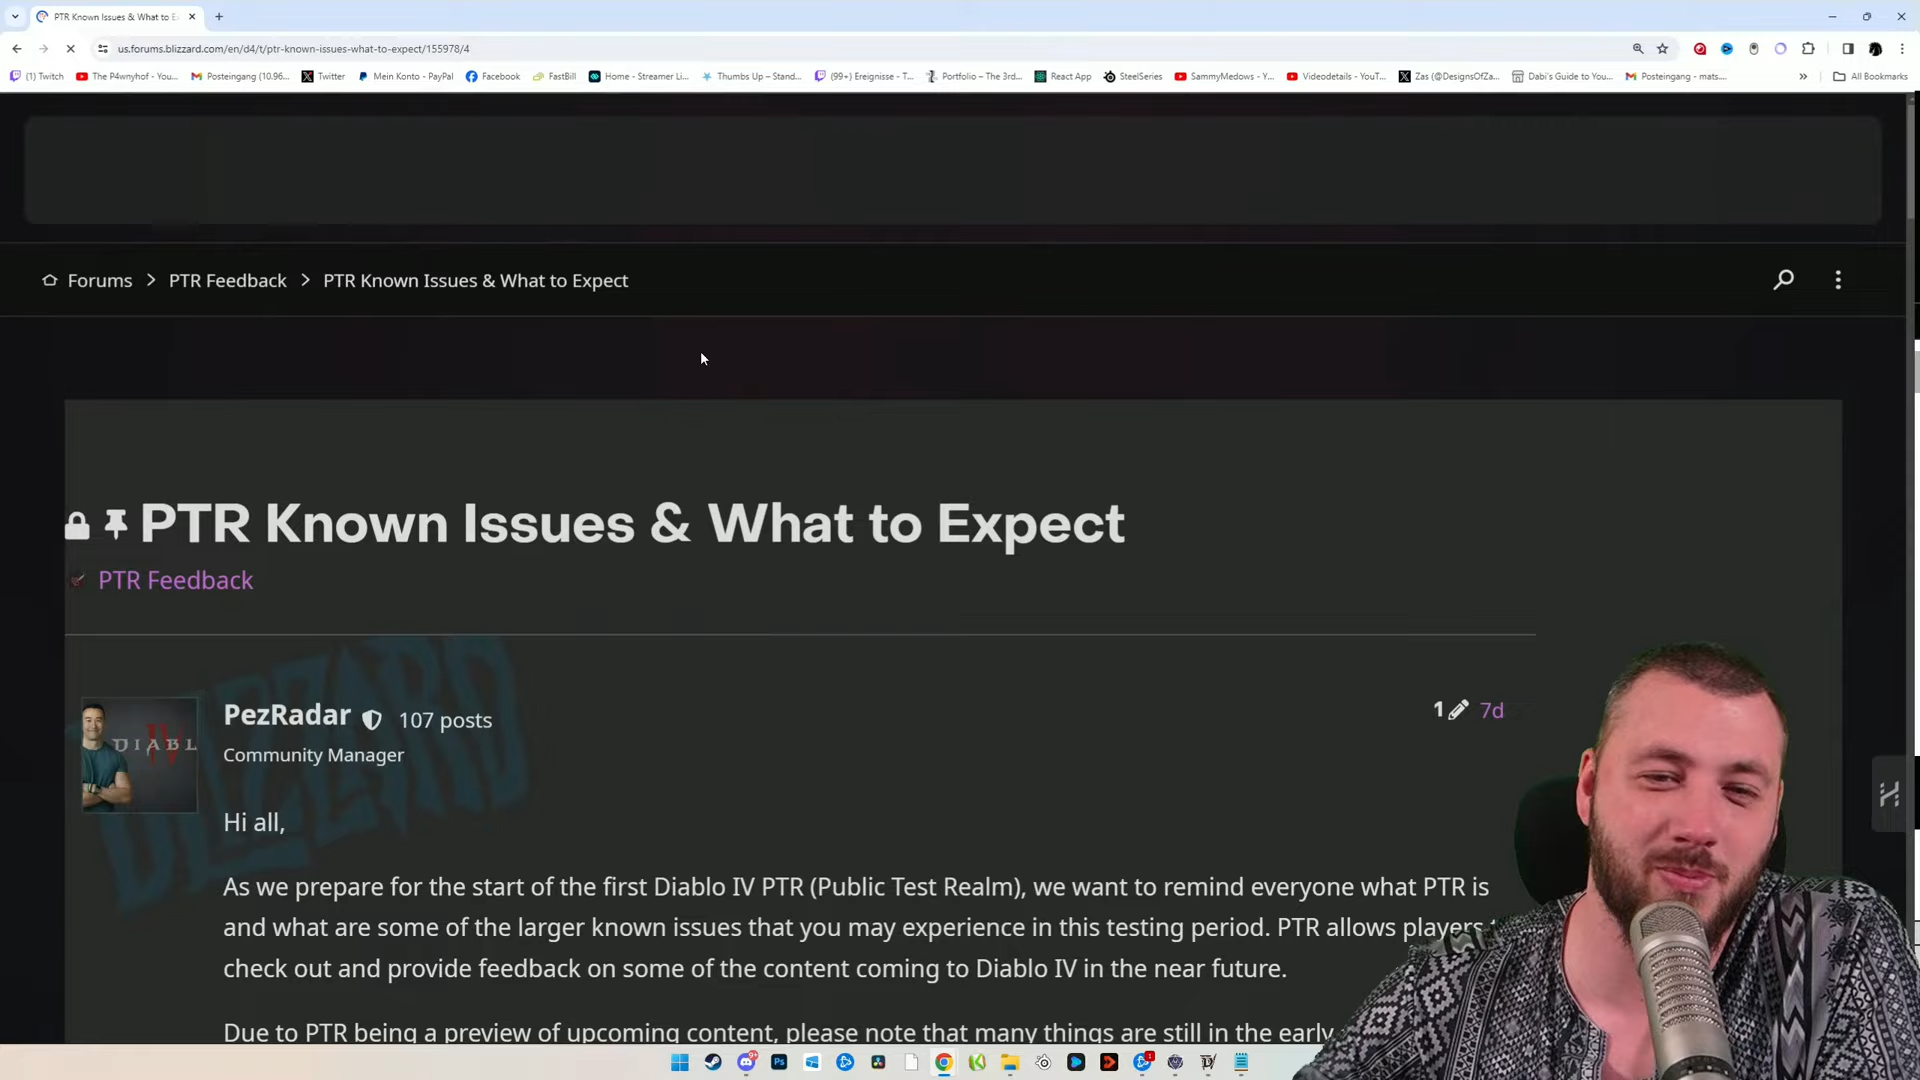 PTR Known Issues & What to E
us.forums.blizzard.com/en/d4/t/ptr-known-issues-what-to-expect/155978/4
(1) Twitch
The P4wnyhof - You...
Posteingang (10.96...
Twitter
Mein Konto - PayPal
Facebook
FastBill
Home - Streamer Li...
Thumbs Up – Stand...
(99+) Ereignisse - T...
Portfolio – The 3rd...
React App
SteelSeries
SammyMedows - Y...
Videodetails - YouT...
Zas (@DesignsOfZa...
Dabi's Guide to You...
Posteingang - mats....
All Bookmarks
Forums > PTR Feedback > PTR Known Issues & What to Expect
PTR Known Issues & What to Expect
PTR Feedback
BLIZZARD
DIABL
IV
PezRadar 107 posts
1 7d
Community Manager
Hi all,
As we prepare for the start of the first Diablo IV PTR (Public Test Realm), we want to remind everyone what PTR is
and what are some of the larger known issues that you may experience in this testing period. PTR allows players
check out and provide feedback on some of the content coming to Diablo IV in the near future.
Due to PTR being a preview of upcoming content, please note that many things are still in the early